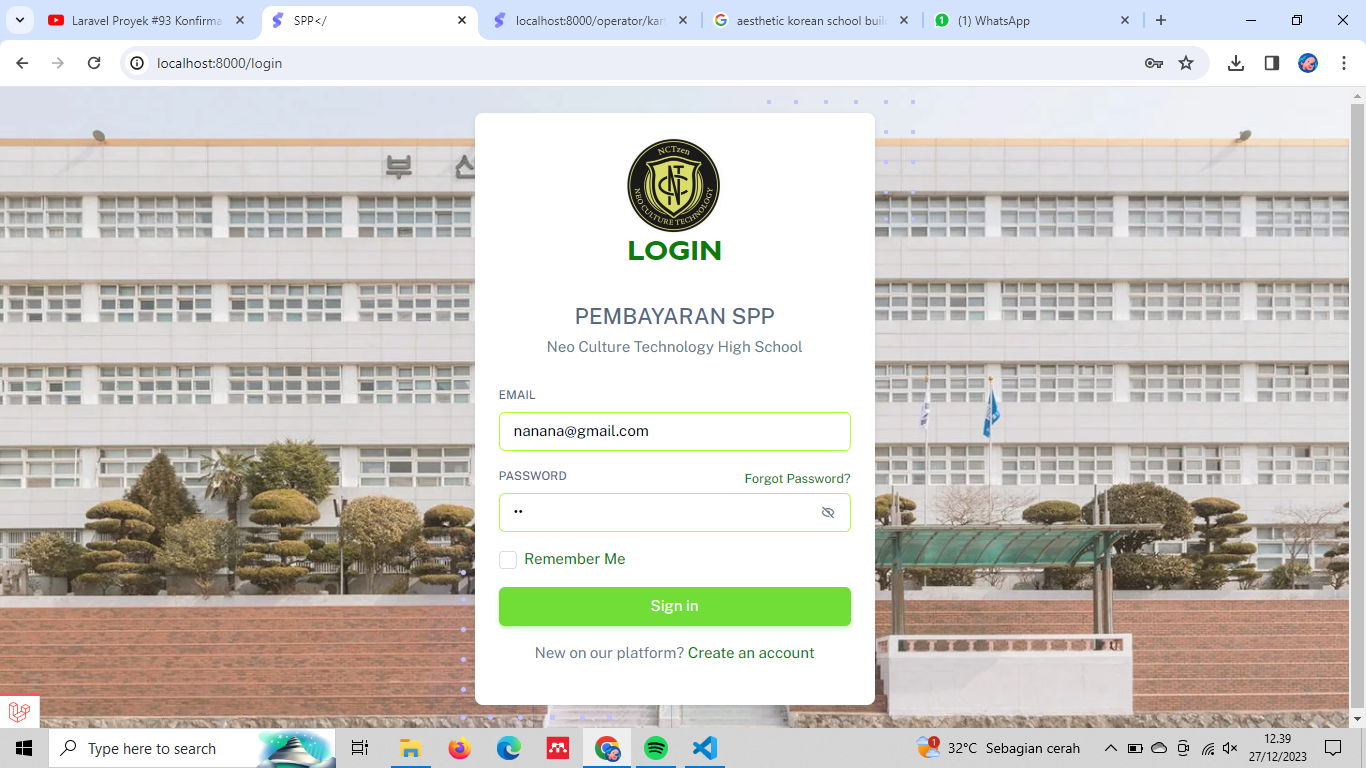 Laravel Proyek #93 Konfirma
SPP</
localhost:8000/operator/kar
aesthetic korean school buil
(1) WhatsApp
localhost:8000/login
부 산
NCTzen
NEO CULTURE TECHNOLOGY
LOGIN
PEMBAYARAN SPP
Neo Culture Technology High School
EMAIL
nanana@gmail.com
PASSWORD
Forgot Password?
Remember Me
Sign in
New on our platform? Create an account
Type here to search
1
32°C Sebagian cerah
12.39
27/12/2023